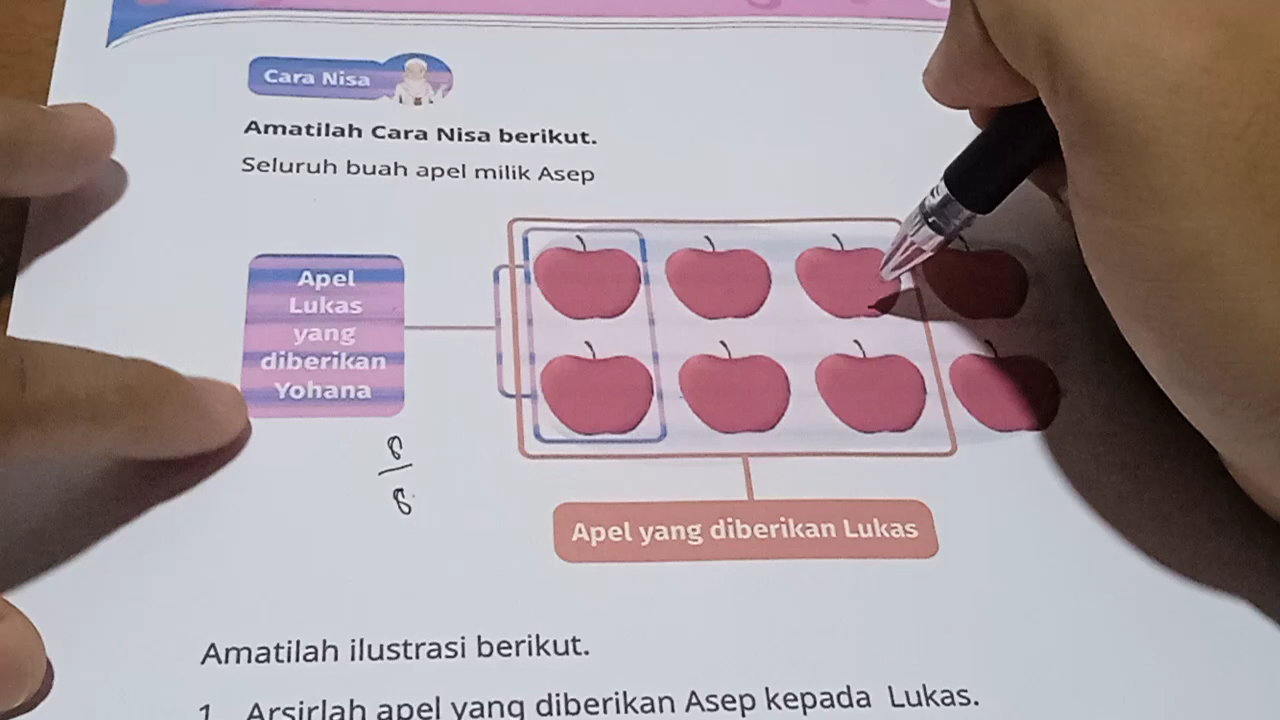 Cara Nisa
Amatilah Cara Nisa berikut.
Seluruh buah apel milik Asep
Apel
Lukas
yang
diberikan
Yohana
8
8
Apel yang diberikan Lukas
Amatilah ilustrasi berikut.
1. Arsirlah apel yang diberikan Asep kepada Lukas.